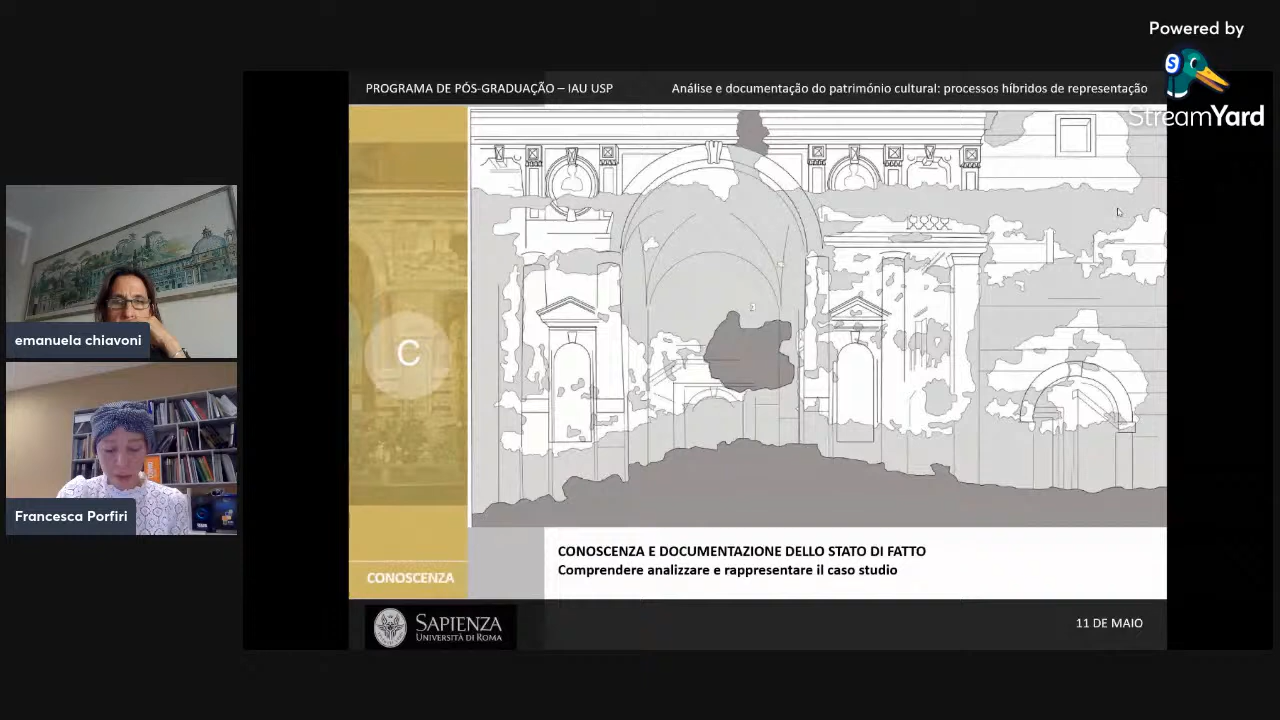 Powered by
StreamYard
PROGRAMA DE PÓS-GRADUAÇÃO – IAU USP
Análise e documentação do património cultural: processos híbridos de representação
emanuela chiavoni
Francesca Porfiri
C
CONOSCENZA
CONOSCENZA E DOCUMENTAZIONE DELLO STATO DI FATTO
Comprendere analizzare e rappresentare il caso studio
SAPIENZA
UNIVERSITÀ DI ROMA
11 DE MAIO